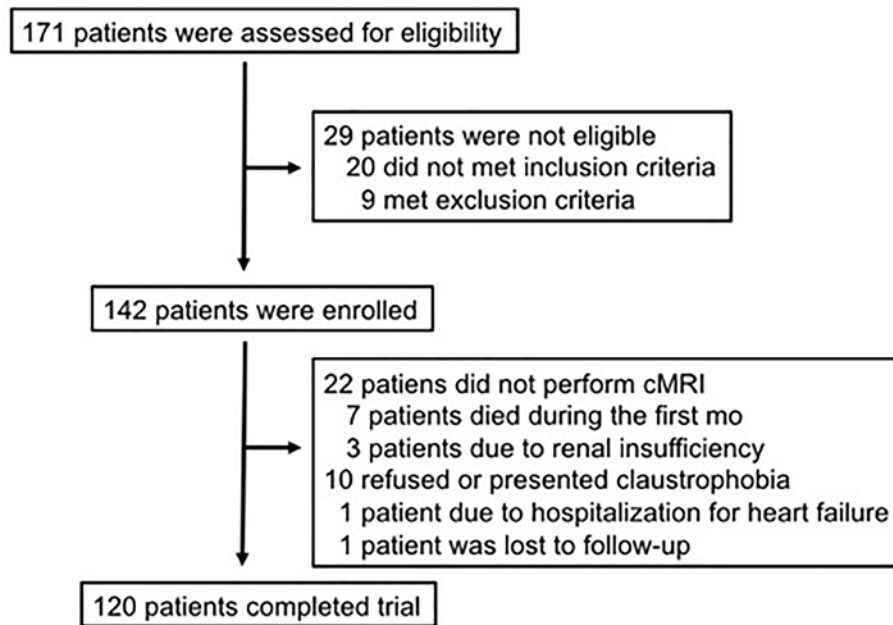 171 patients were assessed for eligibility
29 patients were not eligible
20 did not met inclusion criteria
9 met exclusion criteria
142 patients were enrolled
22 patiens did not perform cMRI
7 patients died during the first mo
3 patients due to renal insufficiency
10 refused or presented claustrophobia
1 patient due to hospitalization for heart failure
1 patient was lost to follow-up
120 patients completed trial